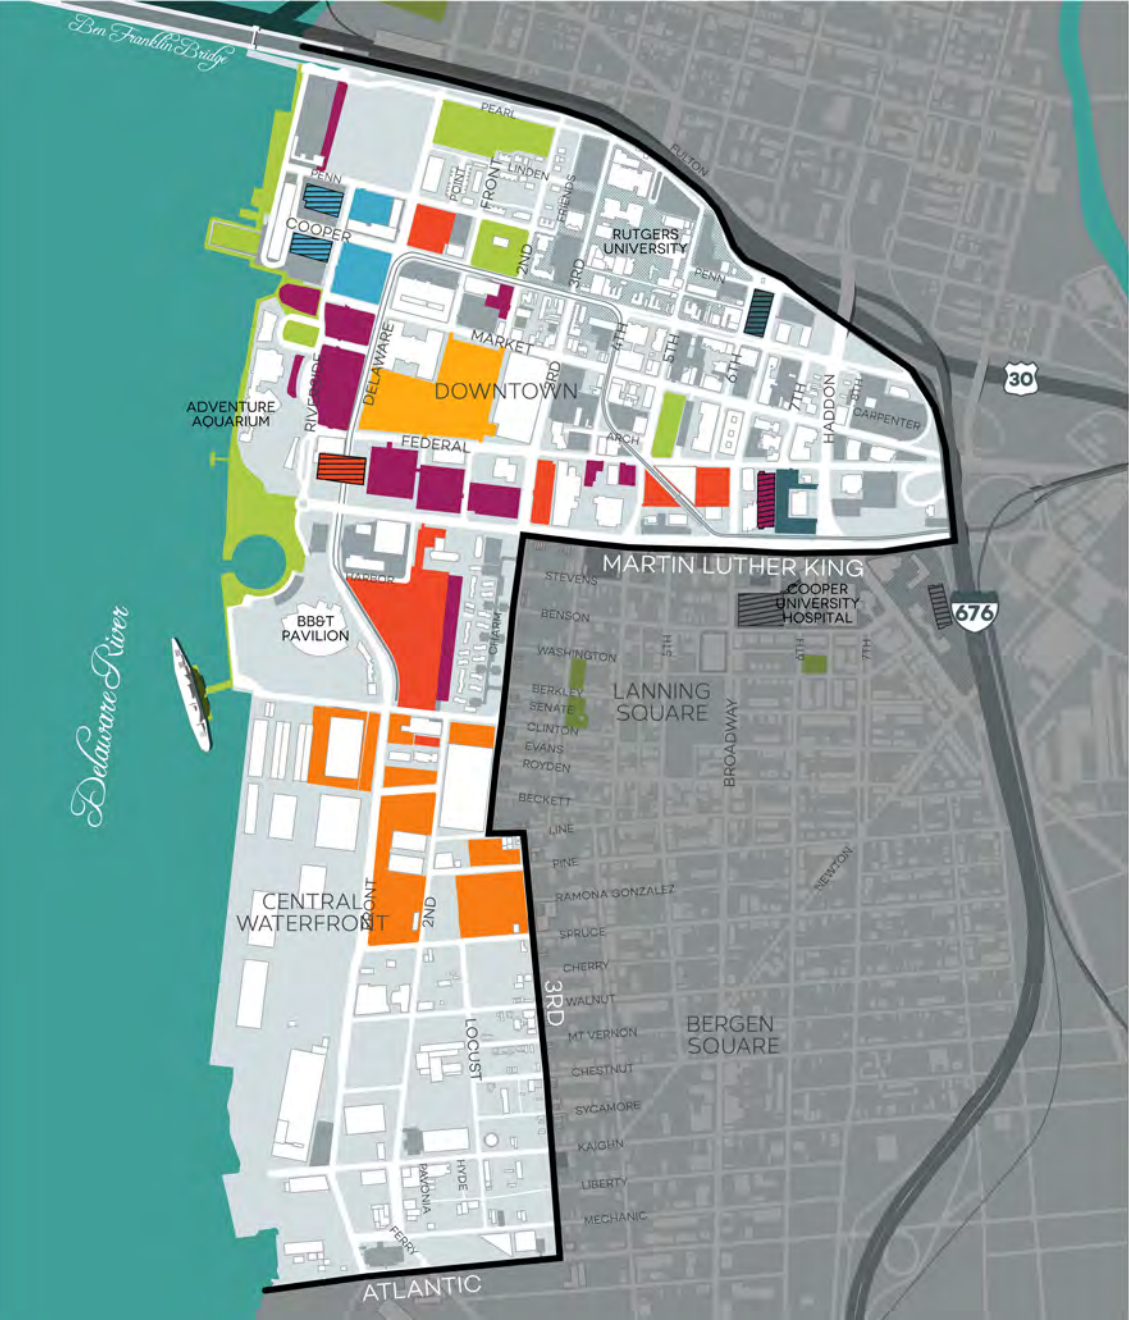 Ben Franklin Bridge
PEARL
FULTON
LINDEN
POINT
FRONT
FRIENDS
PENN
COOPER
RUTGERS
UNIVERSITY
2ND
3RD
PENN
MARKET
4TH
5TH
6TH
7TH
HADDON
8TH
CARPENTER
30
DELAWARE
RIVERSIDE
DOWNTOWN
3RD
ADVENTURE
AQUARIUM
FEDERAL
ARCH
MARTIN LUTHER KING
HARBOR
STEVENS
COOPER
UNIVERSITY
HOSPITAL
676
BB&T
PAVILION
CHARM
BENSON
WASHINGTON
5TH
6TH
7TH
BERKLEY
SENATE
CLINTON
EVANS
ROYDEN
LANNING
SQUARE
BROADWAY
Delaware River
BECKETT
LINE
PINE
NEWTON
RAMONA GONZALEZ
CENTRAL
WATERFRONT
FRONT
2ND
SPRUCE
CHERRY
3RD
WALNUT
MT VERNON
BERGEN
SQUARE
LOCUST
CHESTNUT
SYCAMORE
KAIGHN
LIBERTY
MECHANIC
PAVONIA
HYDE
FERRY
ATLANTIC